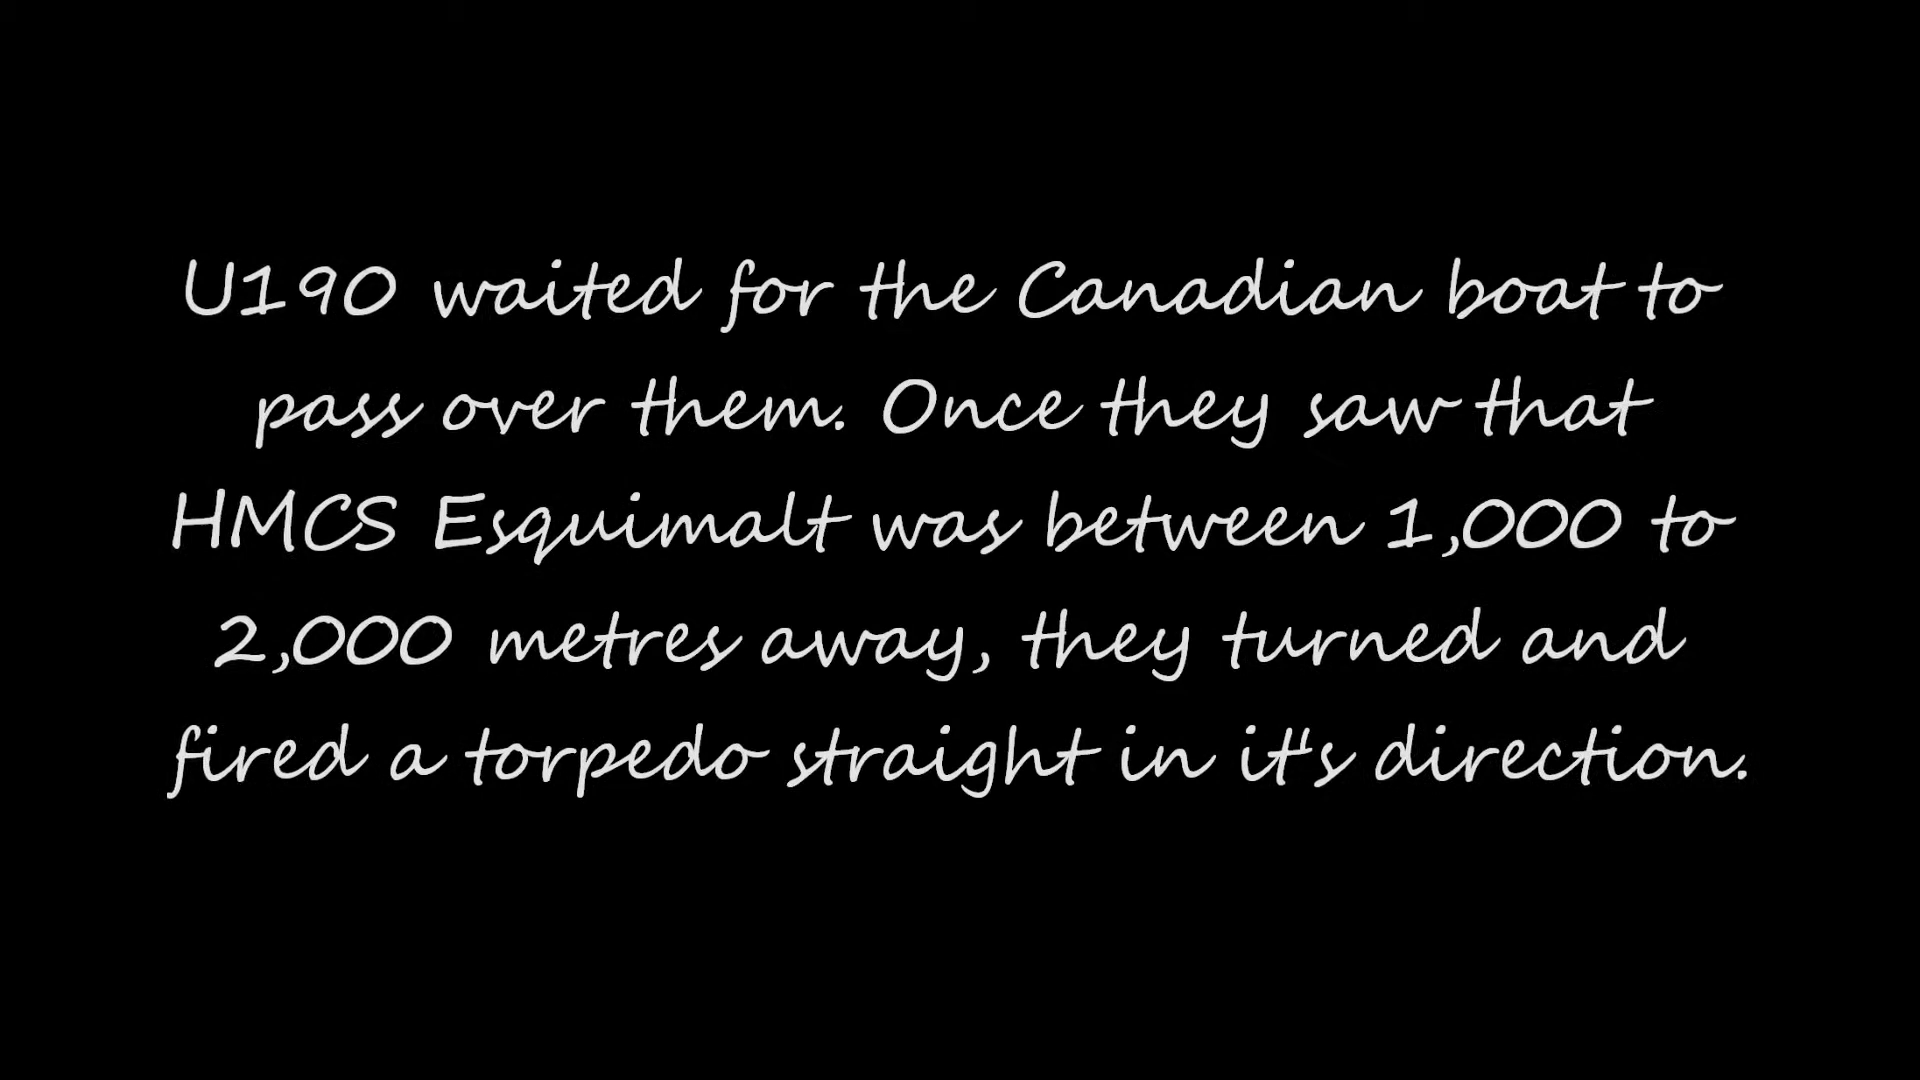 U190 waited for the Canadian boat to
pass over them. Once they saw that
HMCS Esquimalt was between 1,000 to
2,000 metres away, they turned and
fired a torpedo straight in it's direction.